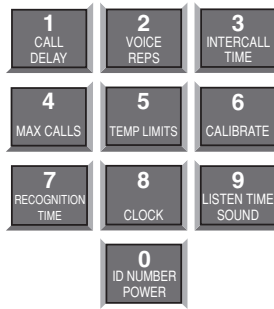 1
CALL
DELAY
2
VOICE
REPS
3
INTERCALL
TIME
4
MAX CALLS
5
TEMP LIMITS
6
CALIBRATE
7
RECOGNITION
TIME
8
CLOCK
9
LISTEN TIME
SOUND
0
ID NUMBER
POWER